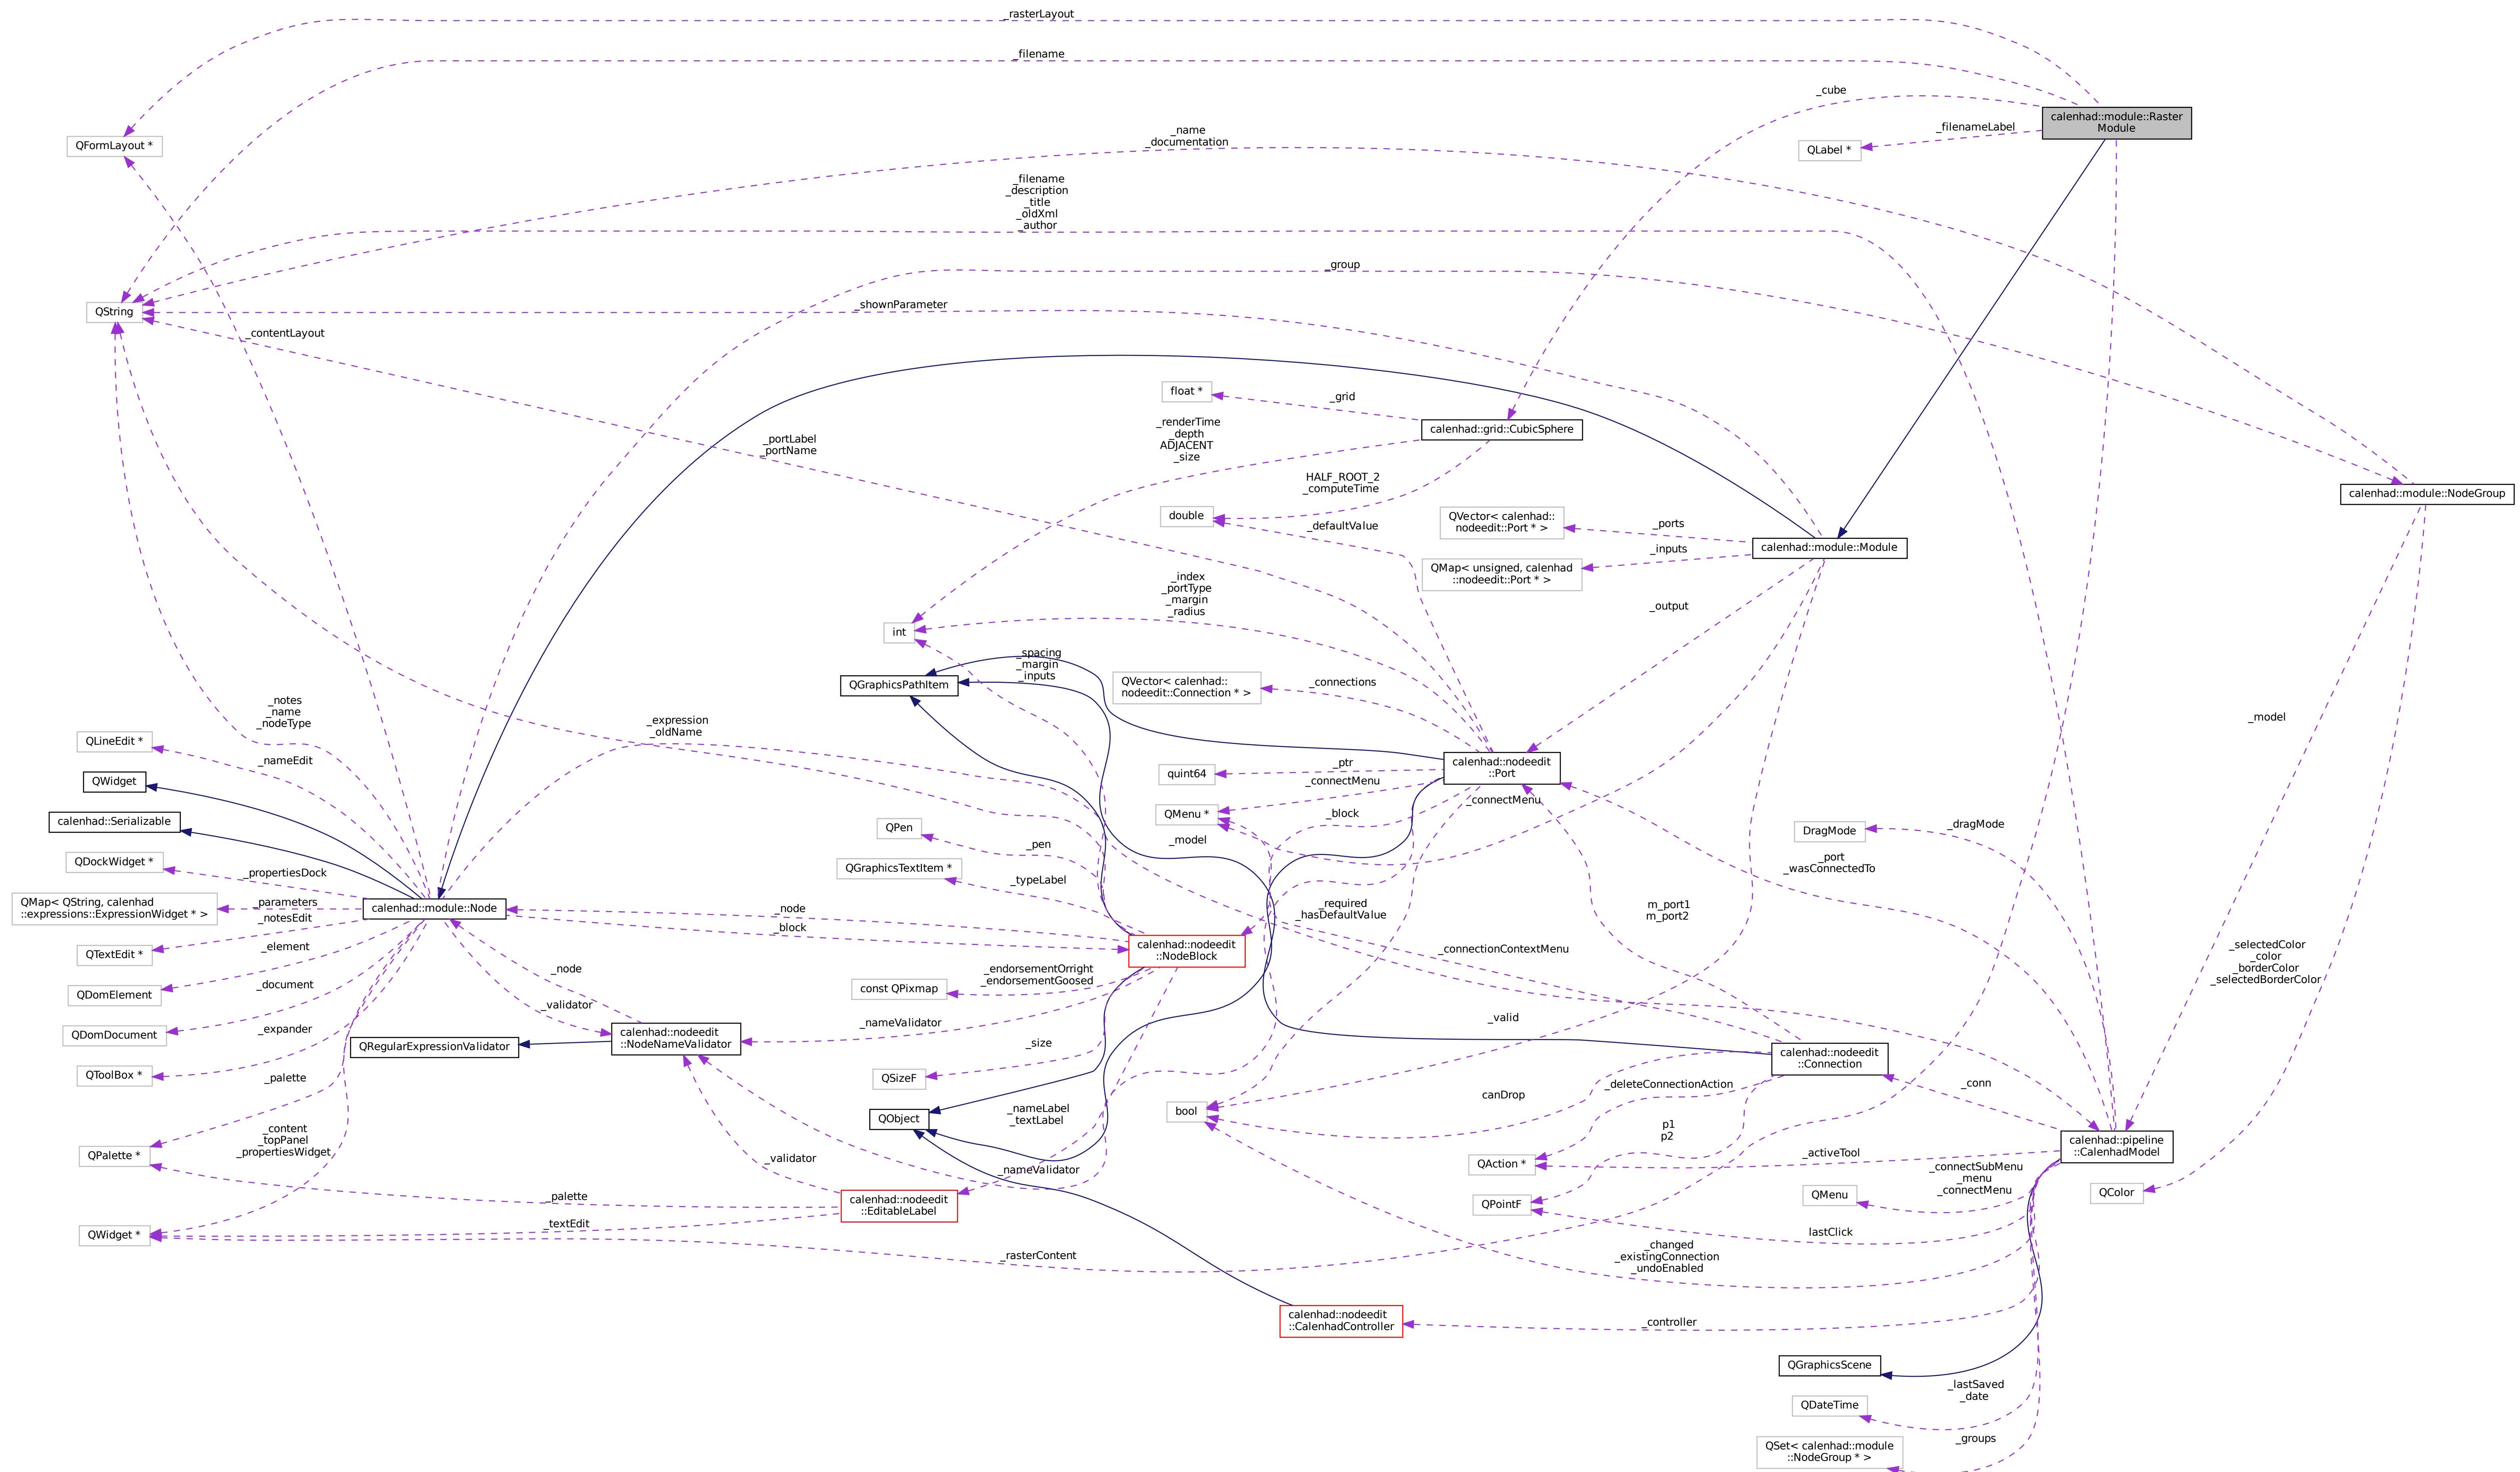 _rasterLayout
_filename
_cube
calenhad::module::Raster
Module
_filenameLabel
QLabel *
QFormLayout *
_name
_documentation
_filename
_description
_title
_oldXml
_author
_group
_shownParameter
QString
_contentLayout
float *
_grid
calenhad::grid::CubicSphere
_renderTime
_depth
ADJACENT
_size
_portLabel
_portName
HALF_ROOT_2
_computeTime
calenhad::module::NodeGroup
double
_defaultValue
QVector< calenhad::
nodeedit::Port * >
_ports
calenhad::module::Module
_inputs
QMap< unsigned, calenhad
::nodeedit::Port * >
_index
_portType
_margin
_radius
_output
int
_spacing
_margin
_inputs
QGraphicsPathItem
QVector< calenhad::
nodeedit::Connection * >
_connections
_notes
_name
_nodeType
_expression
_oldName
_model
QLineEdit *
_nameEdit
QWidget
calenhad::nodeedit
::Port
quint64
_ptr
_connectMenu
_connectMenu
QMenu *
_block
_model
calenhad::Serializable
QPen
_pen
DragMode
_dragMode
_port
_wasConnectedTo
QDockWidget *
_propertiesDock
QGraphicsTextItem *
_typeLabel
QMap< QString, calenhad
::expressions::ExpressionWidget * >
_parameters
calenhad::module::Node
_notesEdit
_node
_block
_required
_hasDefaultValue
m_port1
m_port2
QTextEdit *
_element
calenhad::nodeedit
::NodeBlock
_connectionContextMenu
_selectedColor
_color
_borderColor
_selectedBorderColor
QDomElement
_document
_node
_endorsementOrright
_endorsementGoosed
const QPixmap
_validator
_valid
QDomDocument
_expander
calenhad::nodeedit
::NodeNameValidator
_nameValidator
QRegularExpressionValidator
_size
calenhad::nodeedit
::Connection
QToolBox *
_palette
QSizeF
_deleteConnectionAction
_conn
canDrop
bool
_nameLabel
_textLabel
QObject
p1
p2
_content
_topPanel
_propertiesWidget
QPalette *
_validator
_nameValidator
QAction *
_activeTool
calenhad::pipeline
::CalenhadModel
_connectSubMenu
_menu
_connectMenu
QMenu
QColor
_palette
calenhad::nodeedit
::EditableLabel
QPointF
_textEdit
QWidget *
lastClick
_rasterContent
_changed
_existingConnection
_undoEnabled
calenhad::nodeedit
::CalenhadController
_controller
QGraphicsScene
_lastSaved
_date
QDateTime
_groups
QSet< calenhad::module
::NodeGroup * >